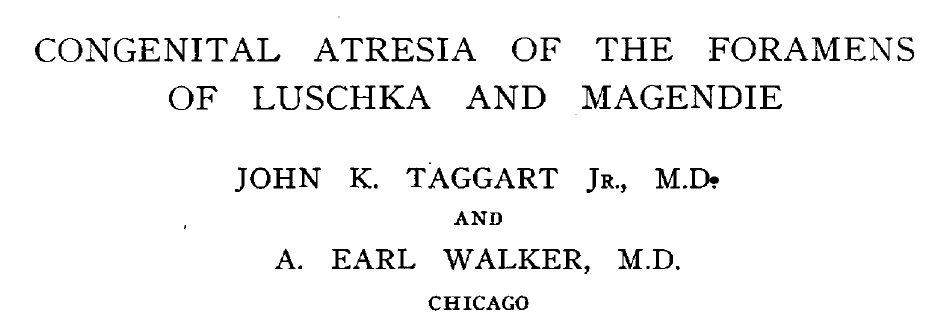 CONGENITAL ATRESIA OF THE FORAMENS
OF LUSCHKA AND MAGENDIE
JOHN K. TAGGART JR., M.D.
AND
A. EARL WALKER, M.D.
CHICAGO